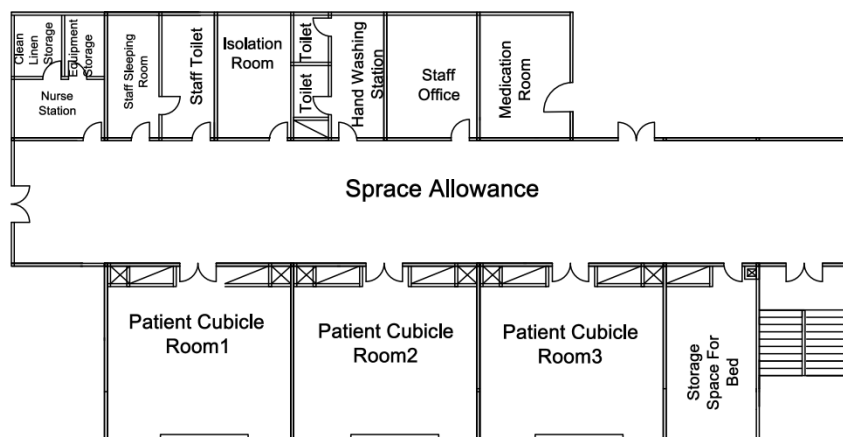 Clean
Linen
Storage
Equipment
Storage
Nurse
Station
Staff Sleeping
Room
Staff Toilet
Isolation
Room
Toilet
Toilet
Hand Washing
Station
Staff
Office
Medication
Room
Sprace Allowance
Patient Cubicle
Room1
Patient Cubicle
Room2
Patient Cubicle
Room3
Storage
Space For
Bed